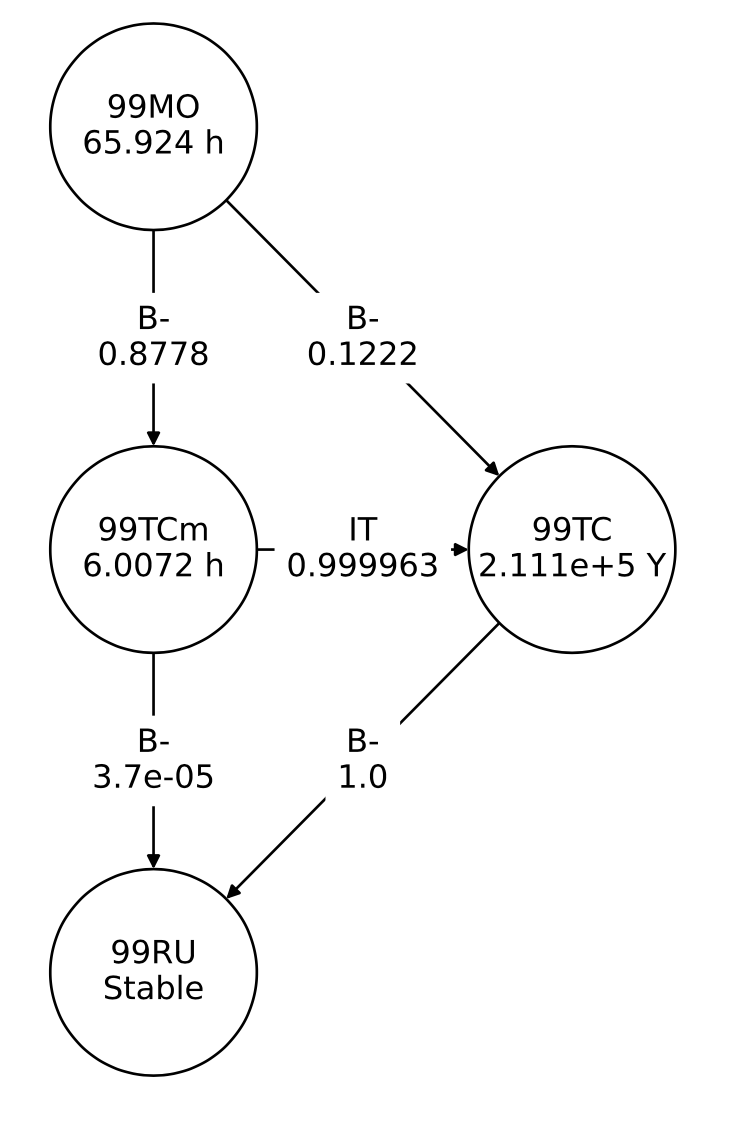 99MO
65.924 h
B-
0.8778
B-
0.1222
99TCm
6.0072 h
IT
0.999963
99TC
2.111e+5 Y
B-
3.7e-05
B-
1.0
99RU
Stable